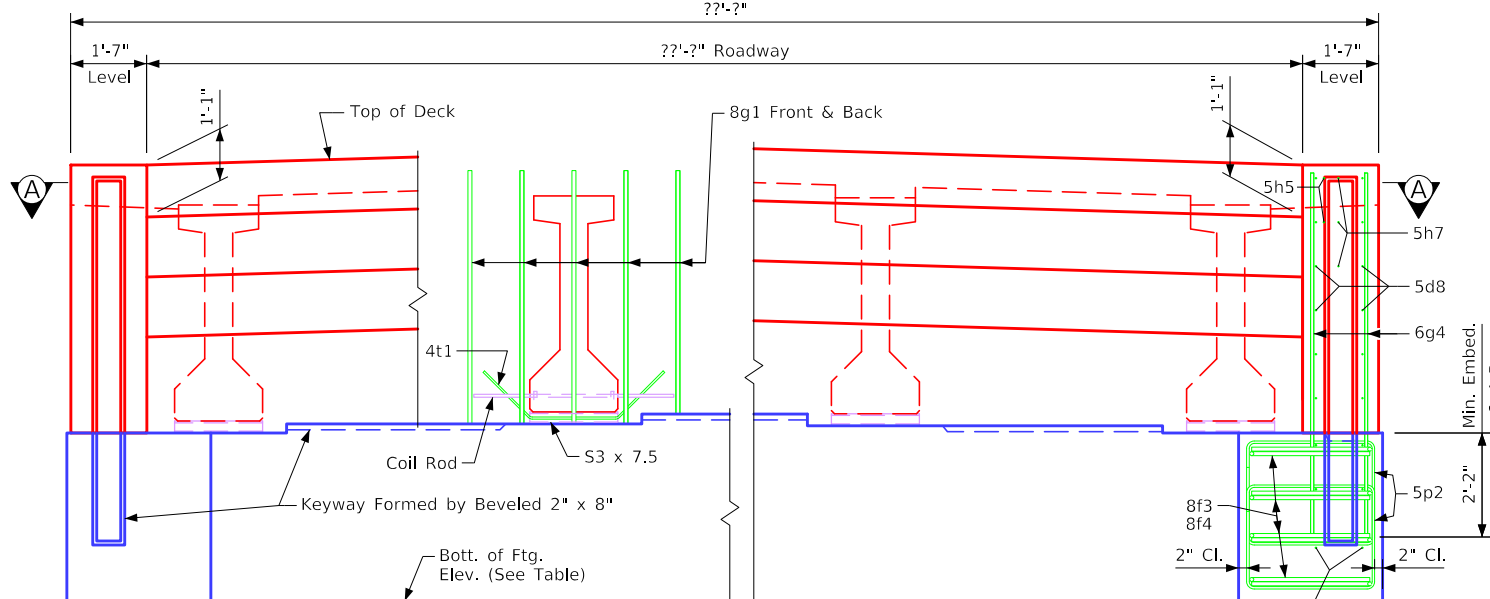 ??'-?"
1'-7"
??'-?" Roadway
1'-7"
Level
Level
1'-1"
Top of Deck
8g1 Front & Back
1'-1"
A
A
5h5
5h7
5d8
6g4
4t1
Min. Embed.
Coil Rod
S3 x 7.5
Keyway Formed by Beveled 2" x 8"
5p2
8f3
8f4
2'-2"
Bott. of Ftg.
Elev. (See Table)
2" Cl.
2" Cl.